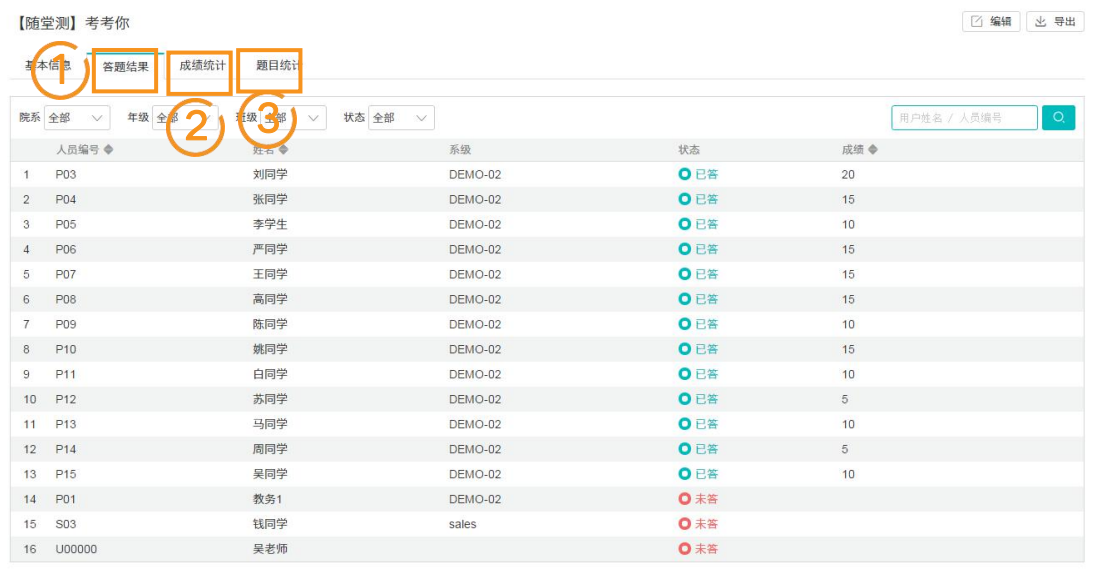 【随堂测】考考你
编辑 导出
基本信息 答题结果 成绩统计 题目统计
① ② ③
院系 全部 年级 全部 班级 全部 状态 全部 用户姓名 / 人员编号
人员编号 姓名 系级 状态 成绩
1 P03 刘同学 DEMO-02 已答 20
2 P04 张同学 DEMO-02 已答 15
3 P05 李学生 DEMO-02 已答 10
4 P06 严同学 DEMO-02 已答 15
5 P07 王同学 DEMO-02 已答 15
6 P08 高同学 DEMO-02 已答 15
7 P09 陈同学 DEMO-02 已答 10
8 P10 姚同学 DEMO-02 已答 15
9 P11 白同学 DEMO-02 已答 10
10 P12 苏同学 DEMO-02 已答 5
11 P13 马同学 DEMO-02 已答 10
12 P14 周同学 DEMO-02 已答 5
13 P15 吴同学 DEMO-02 已答 10
14 P01 教务1 DEMO-02 未答
15 S03 钱同学 sales 未答
16 U00000 吴老师 未答